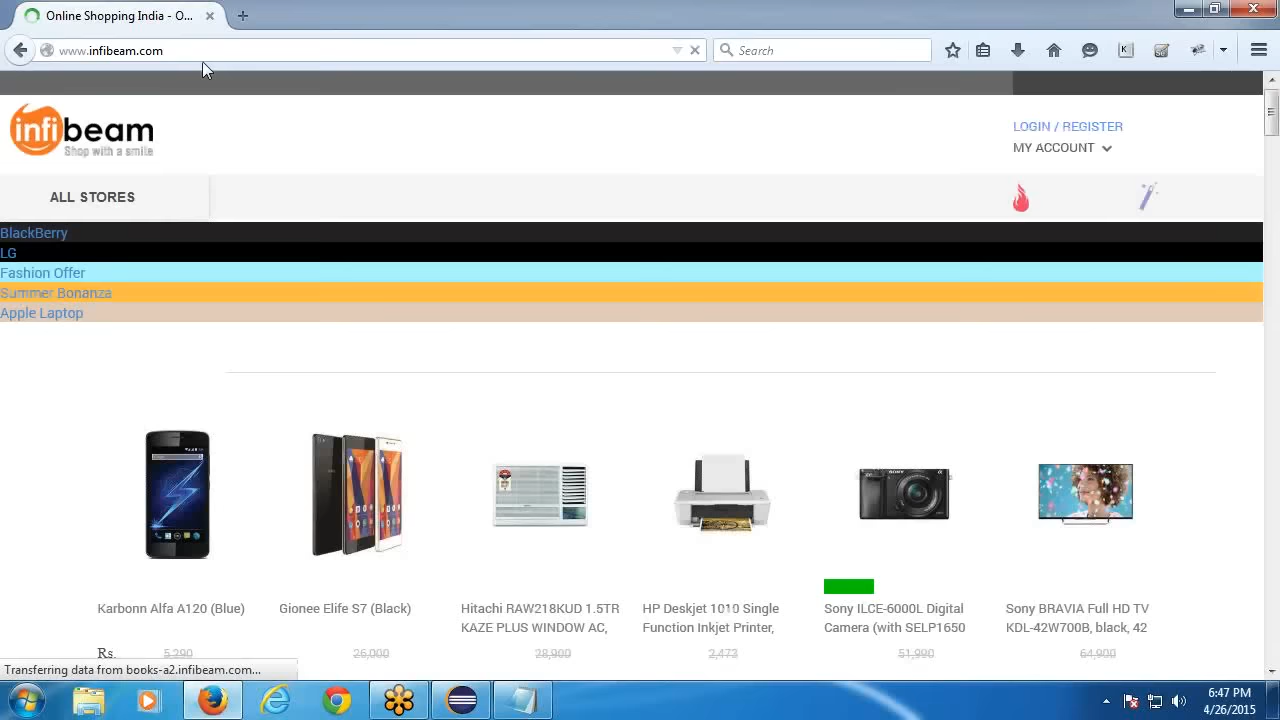 Online Shopping India - O...
www.infibeam.com
Search
infibeam
Shop with a smile
LOGIN / REGISTER
MY ACCOUNT
ALL STORES
BlackBerry
LG
Fashion Offer
Summer Bonanza
Apple Laptop
SONY
Karbonn Alfa A120 (Blue)
Gionee Elife S7 (Black)
Hitachi RAW218KUD 1.5TR
KAZE PLUS WINDOW AC,
HP Deskjet 1010 Single
Function Inkjet Printer,
Sony ILCE-6000L Digital
Camera (with SELP1650
Sony BRAVIA Full HD TV
KDL-42W700B, black, 42
Rs. 5,290
26,000
28,900
2,473
51,990
64,900
Transferring data from books-a2.infibeam.com...
6:47 PM
4/26/2015